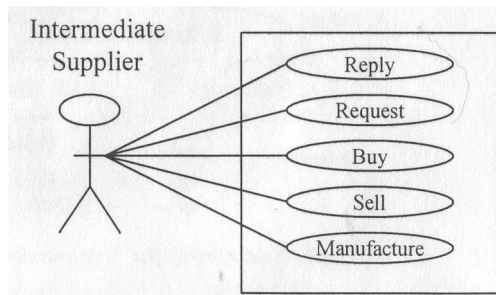 Intermediate
Supplier
Reply
Request
Buy
Sell
Manufacture